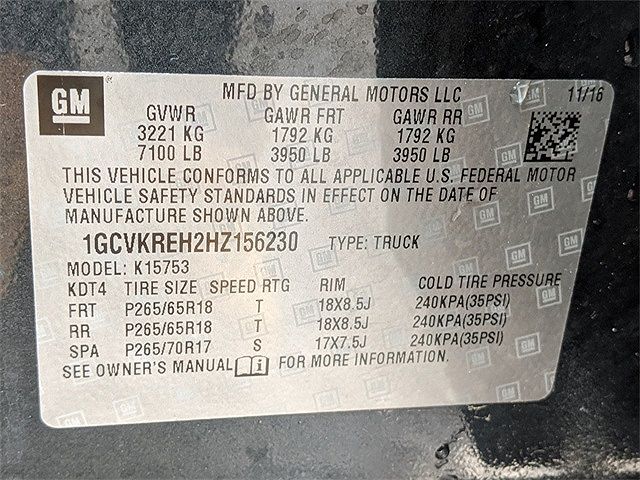 GM
MFD BY GENERAL MOTORS LLC 11/16
GVWR GAWR FRT GAWR RR
3221 KG 1792 KG 1792 KG
7100 LB 3950 LB 3950 LB
THIS VEHICLE CONFORMS TO ALL APPLICABLE U.S. FEDERAL MOTOR
VEHICLE SAFETY STANDARDS IN EFFECT ON THE DATE OF
MANUFACTURE SHOWN ABOVE.
1GCVKREH2HZ156230 TYPE: TRUCK
MODEL: K15753
KDT4 TIRE SIZE SPEED RTG RIM COLD TIRE PRESSURE
FRT P265/65R18 T 18X8.5J 240KPA(35PSI)
RR P265/65R18 T 18X8.5J 240KPA(35PSI)
SPA P265/70R17 S 17X7.5J 240KPA(35PSI)
SEE OWNER'S MANUAL FOR MORE INFORMATION.